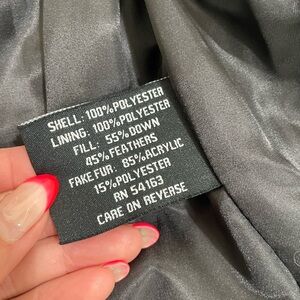 SHELL: 100%POLYESTER
LINING: 100%POLYESTER
FILL: 55%DOWN
45%FEATHERS
FAKE FUR: 85%ACRYLIC
15%POLYESTER
RN 54163
CARE ON REVERSE